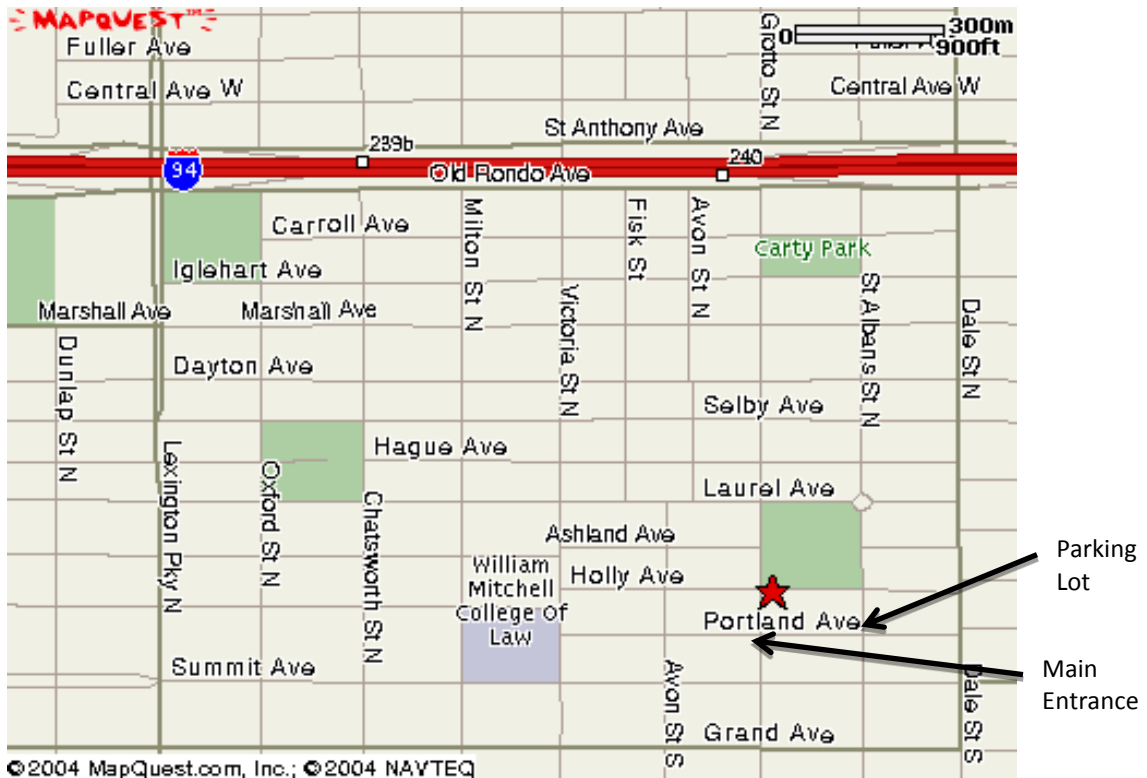 MAPQUEST™
0
300m
900ft
Fuller Ave
Fuller Ave
Grotto St N
Central Ave W
Central Ave W
St Anthony Ave
239b
240
94
Old Rondo Ave
Carroll Ave
Milton St N
Fisk St
Avon St N
Carty Park
Iglehart Ave
St Albans St N
Marshall Ave
Marshall Ave
Victoria St N
Dale St N
Dunlap St N
Dayton Ave
Selby Ave
Lexington Pky N
Hague Ave
Oxford St N
Laurel Ave
Chatsworth St N
Ashland Ave
Parking
Lot
William
Mitchell
College Of
Law
Holly Ave
Portland Ave
Summit Ave
Main
Entrance
Avon St S
Dale St S
Grand Ave
©2004 MapQuest.com, Inc.; ©2004 NAVTEQ